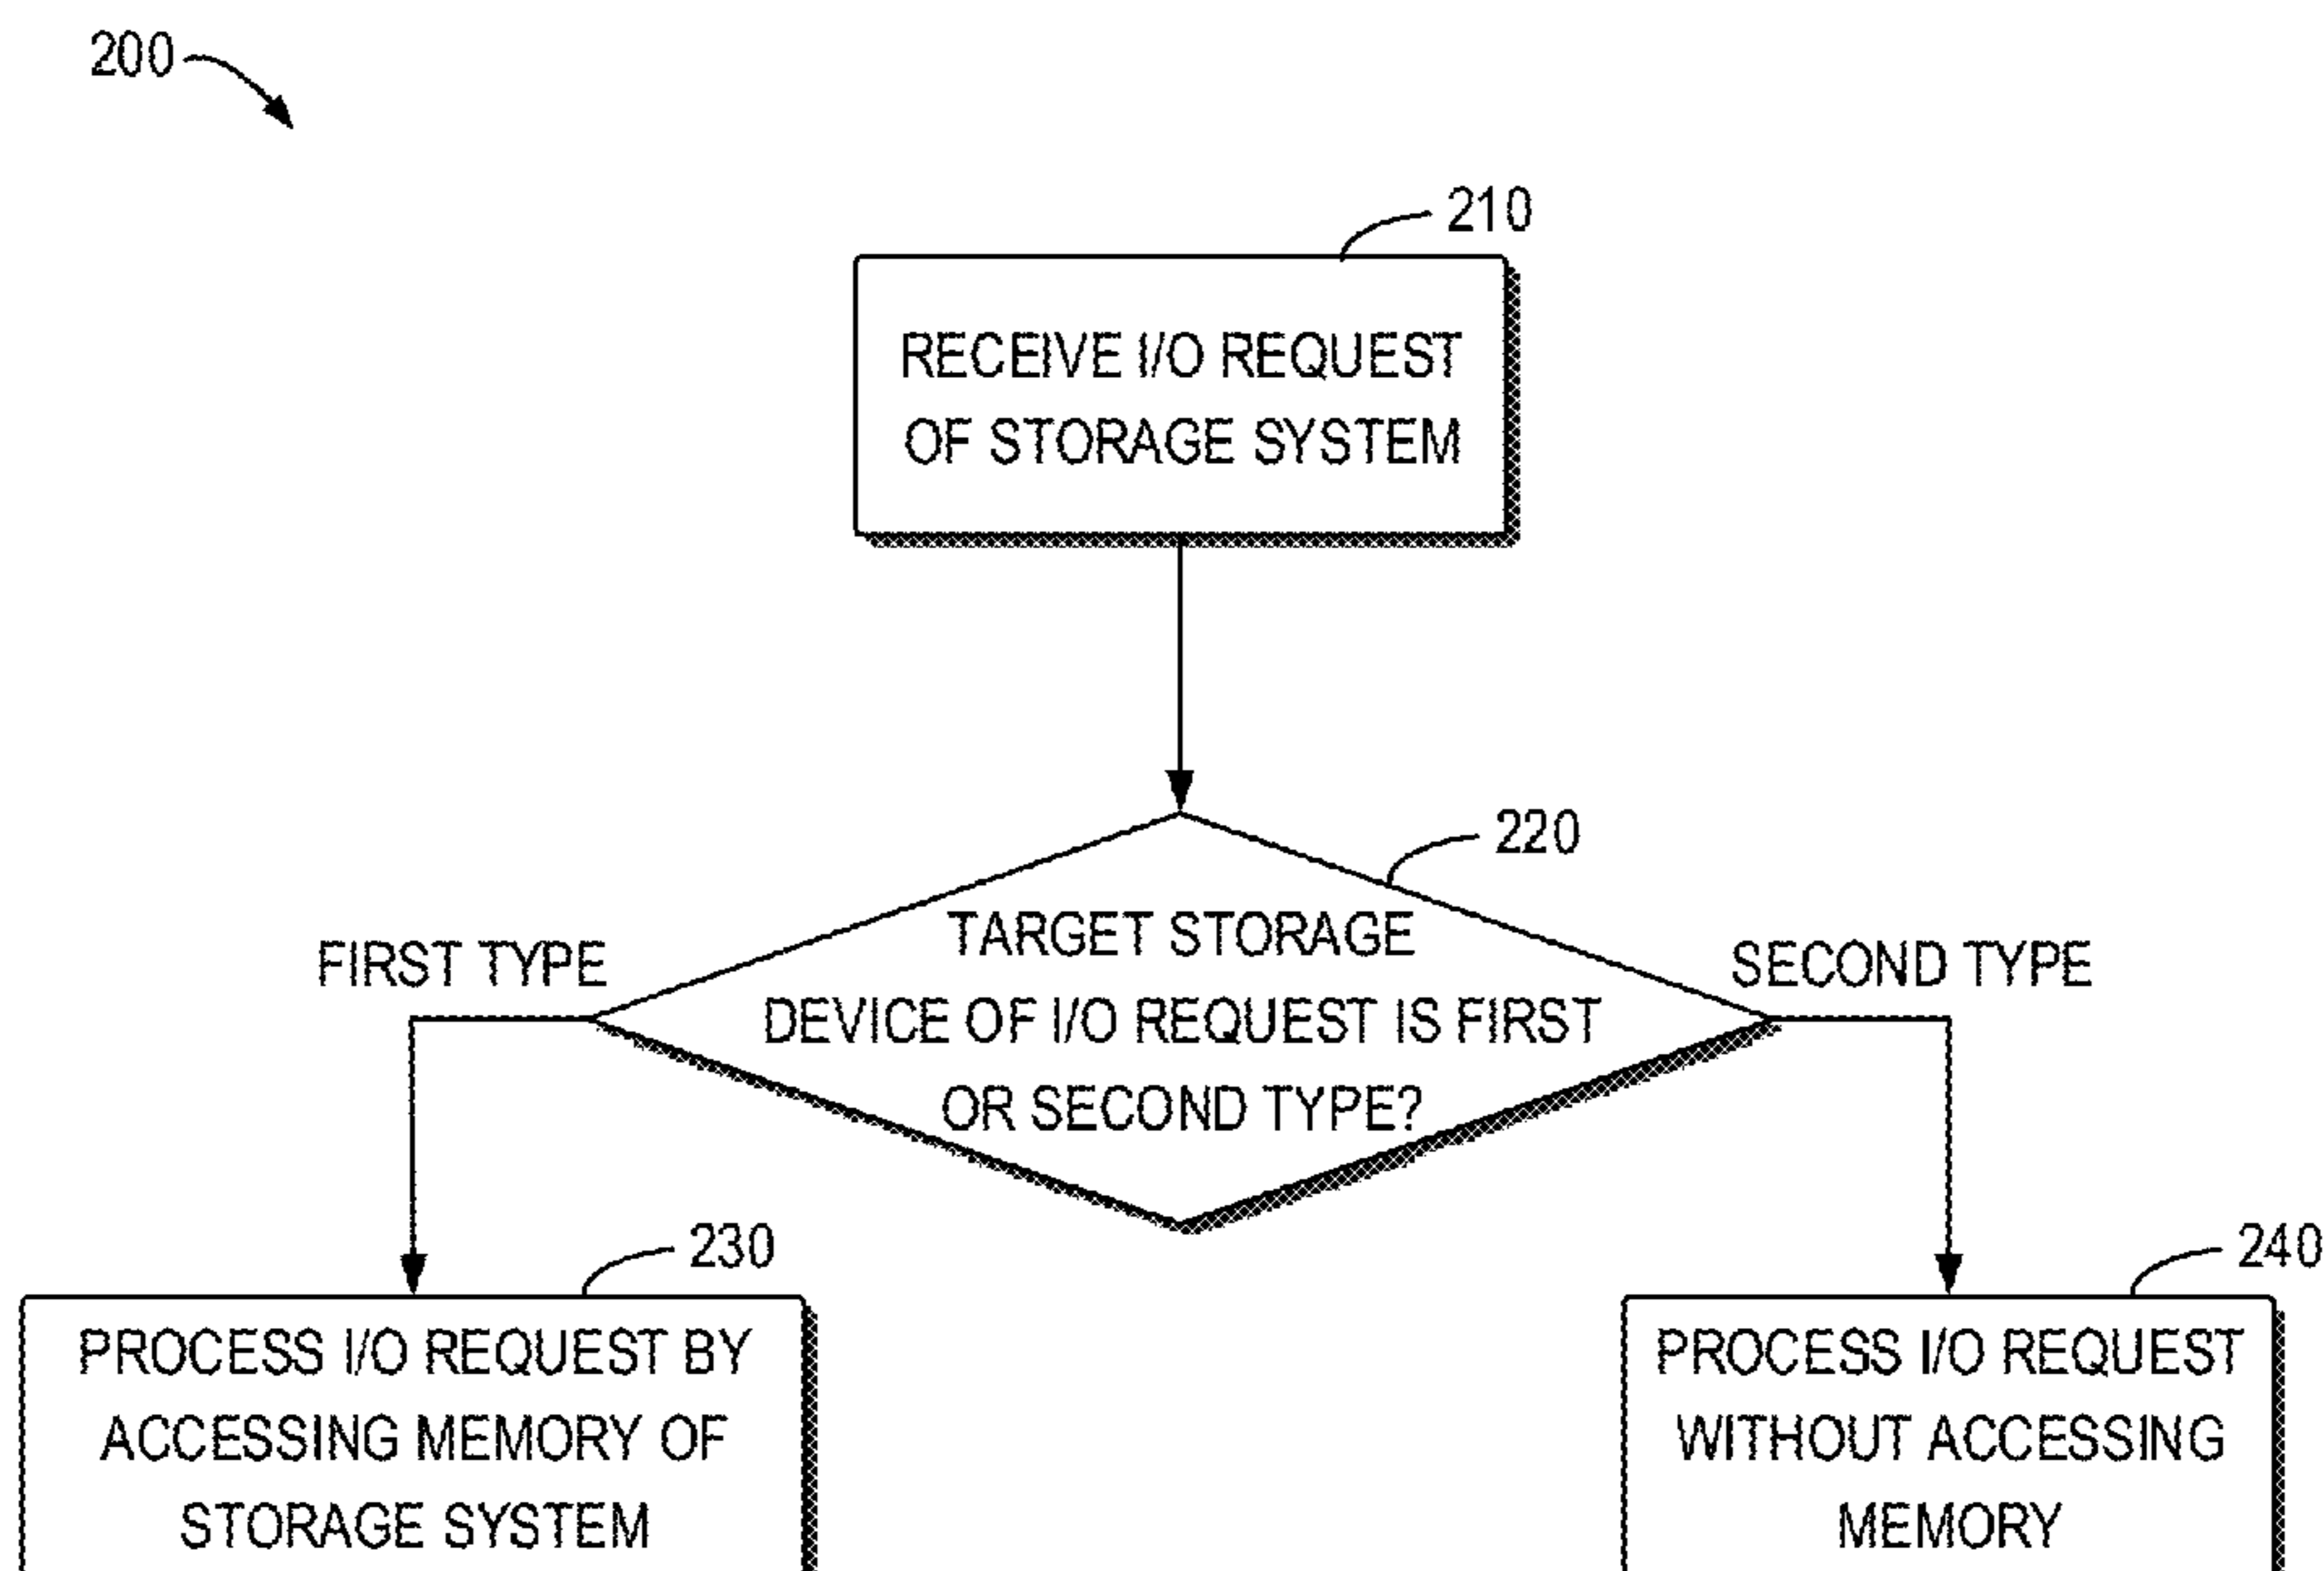 200
210
RECEIVE I/O REQUEST
OF STORAGE SYSTEM
220
TARGET STORAGE
DEVICE OF I/O REQUEST IS FIRST
OR SECOND TYPE?
FIRST TYPE
SECOND TYPE
230
PROCESS I/O REQUEST BY
ACCESSING MEMORY OF
STORAGE SYSTEM
240
PROCESS I/O REQUEST
WITHOUT ACCESSING
MEMORY